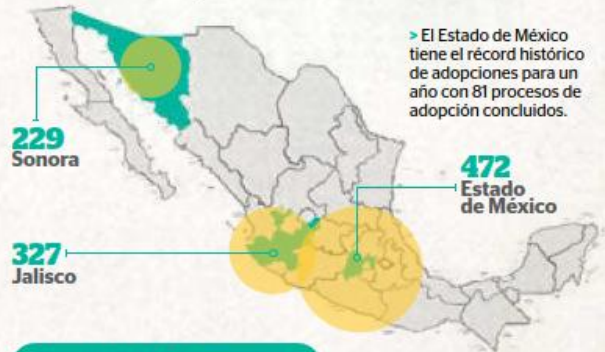 > El Estado de México
tiene el récord histórico
de adopciones para un
año con 81 procesos de
adopción concluidos.
229
Sonora
472
Estado
de México
327
Jalisco